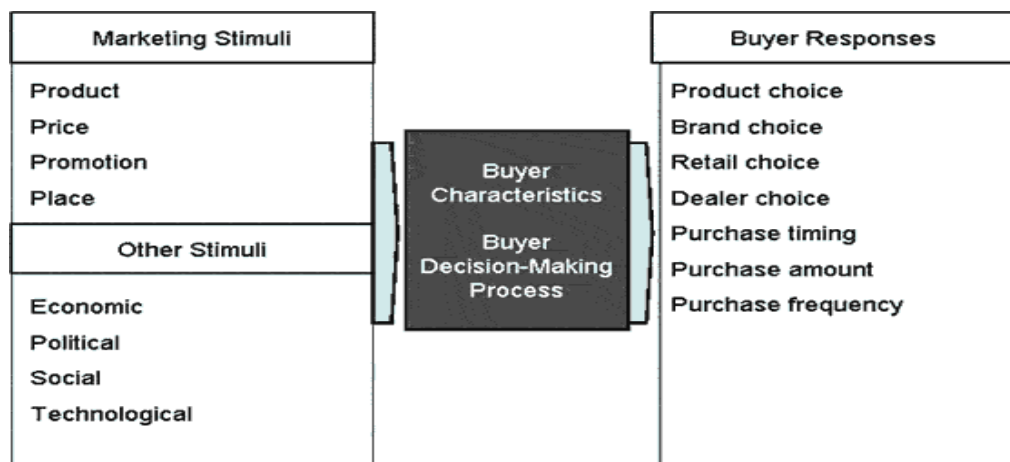 Marketing Stimuli
Product
Price
Promotion
Place
Other Stimuli
Economic
Political
Social
Technological
Buyer
Characteristics
Buyer
Decision-Making
Process
Buyer Responses
Product choice
Brand choice
Retail choice
Dealer choice
Purchase timing
Purchase amount
Purchase frequency